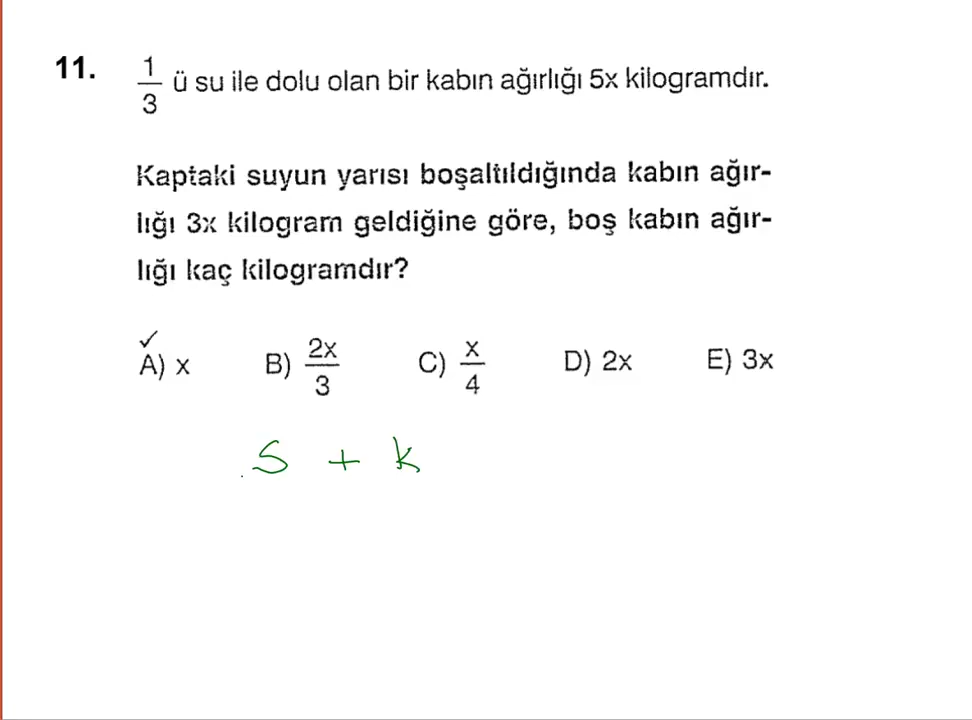 11. 1/3 ü su ile dolu olan bir kabın ağırlığı 5x kilogramdır.
Kaptaki suyun yarısı boşaltıldığında kabın ağır-
lığı 3x kilogram geldiğine göre, boş kabın ağır-
lığı kaç kilogramdır?
A) x B) 2x/3 C) x/4 D) 2x E) 3x
S + k